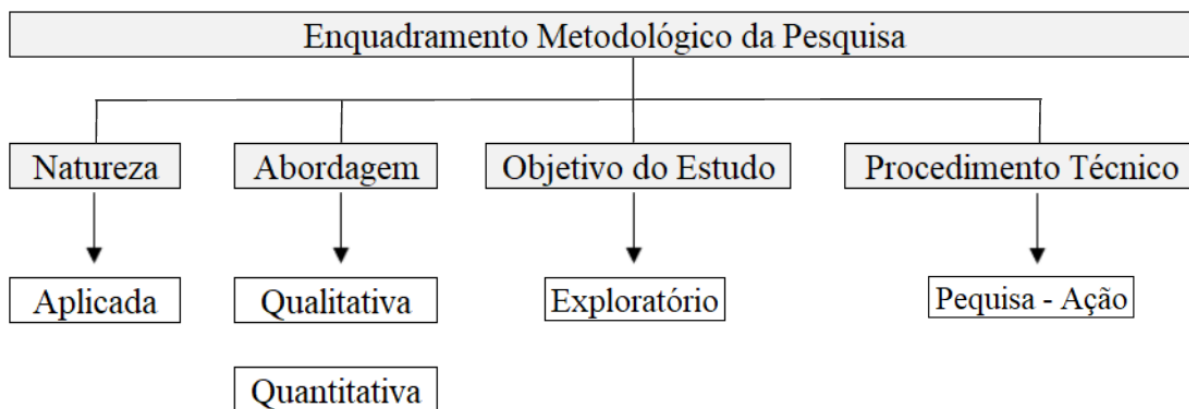 Enquadramento Metodológico da Pesquisa
Natureza
Abordagem
Objetivo do Estudo
Procedimento Técnico
Aplicada
Qualitativa
Exploratório
Pequisa - Ação
Quantitativa